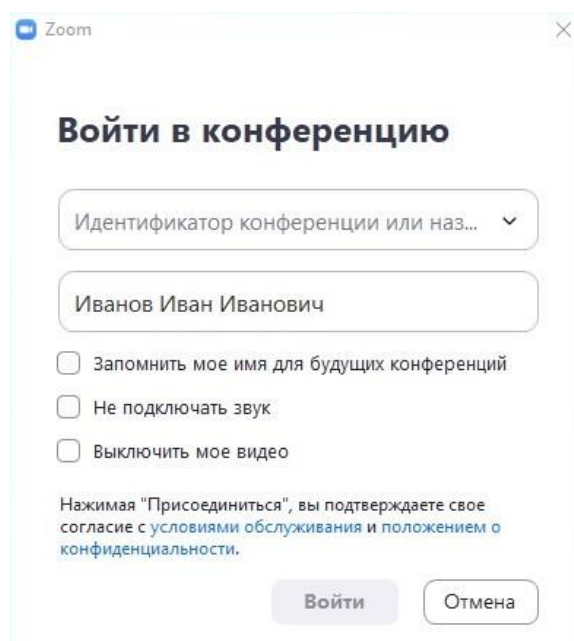 Zoom
Войти в конференцию
Идентификатор конференции или наз...
Иванов Иван Иванович
Запомнить мое имя для будущих конференций
Не подключать звук
Выключить мое видео
Нажимая "Присоединиться", вы подтверждаете свое
согласие с условиями обслуживания и положением о
конфиденциальности.
Войти Отмена